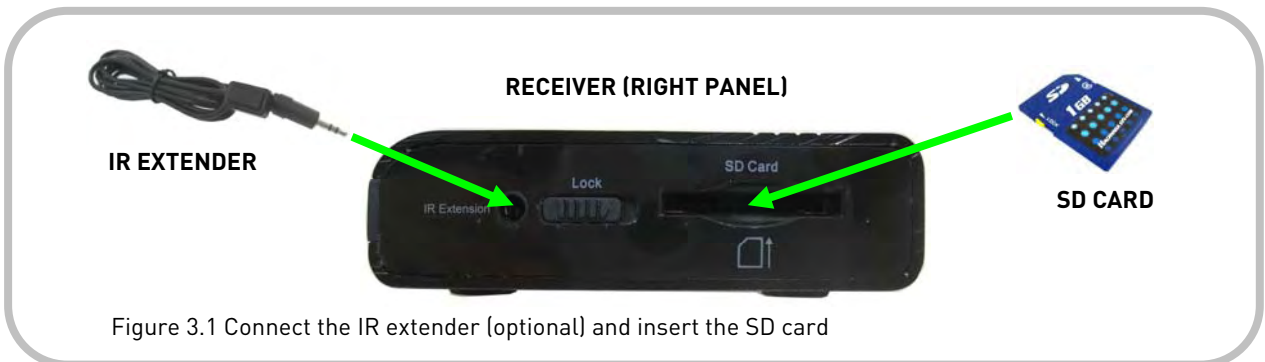 RECEIVER (RIGHT PANEL)
IR EXTENDER
SD
1GB
SD CARD
SD Card
Lock
IR Extension
Figure 3.1 Connect the IR extender (optional) and insert the SD card